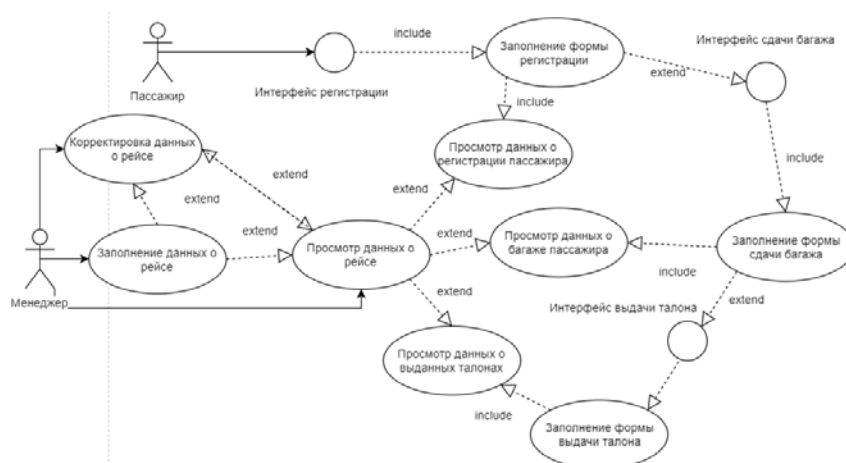 include
Заполнение формы
регистрации
Интерфейс сдачи багажа
extend
Пассажир
Интерфейс регистрации
include
Корректировка данных
о рейсе
Просмотр данных о
регистрации пассажира
include
extend
extend
extend
Заполнение данных о
рейсе
extend
Просмотр данных о
рейсе
extend
Просмотр данных о
багаже пассажира
include
Заполнение формы
сдачи багажа
Менеджер
extend
Интерфейс выдачи талона
extend
Просмотр данных о
выданных талонах
include
Заполнение формы
выдачи талона